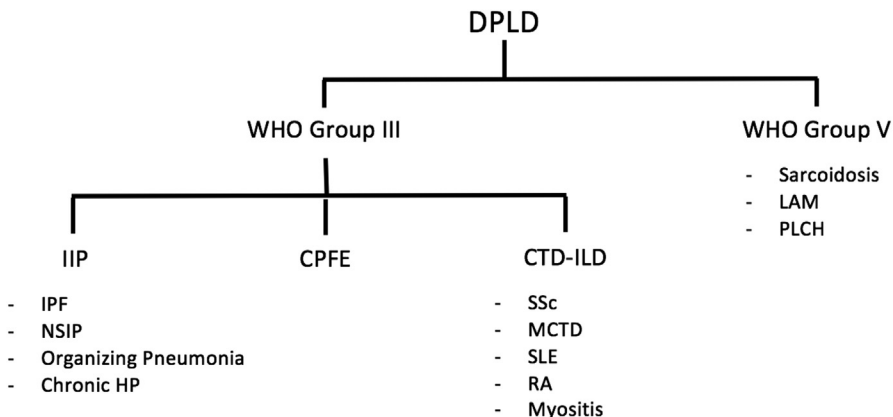 DPLD
WHO Group III
WHO Group V
- Sarcoidosis
- LAM
- PLCH
IIP
CPFE
CTD-ILD
- IPF
- NSIP
- Organizing Pneumonia
- Chronic HP
- SSc
- MCTD
- SLE
- RA
- Myositis